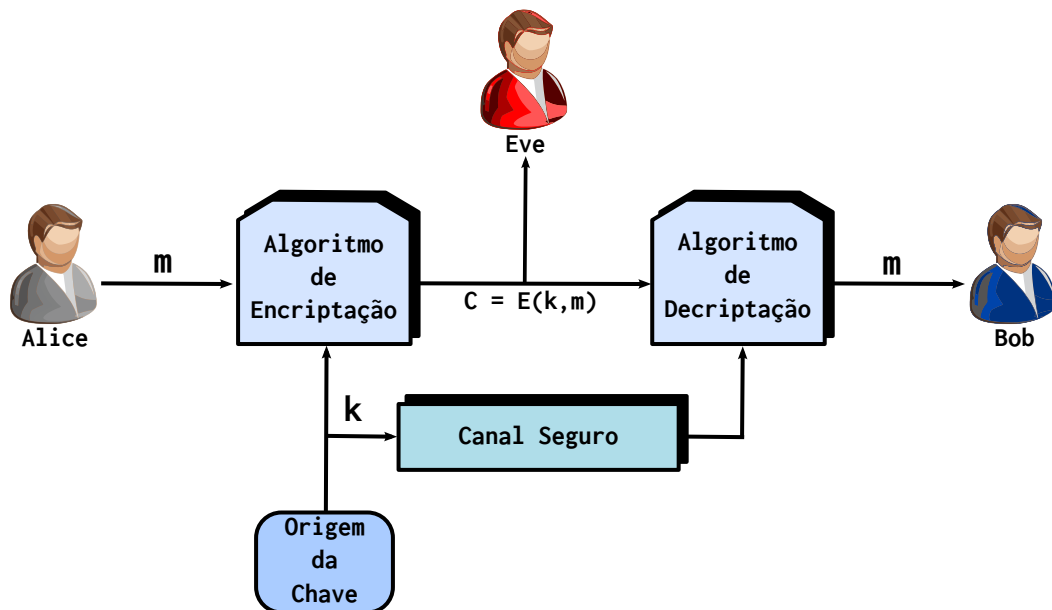 Eve
Alice
m
Algoritmo
de
Encriptação
C = E(k,m)
Algoritmo
de
Decriptação
m
Bob
k
Canal Seguro
Origem
da
Chave